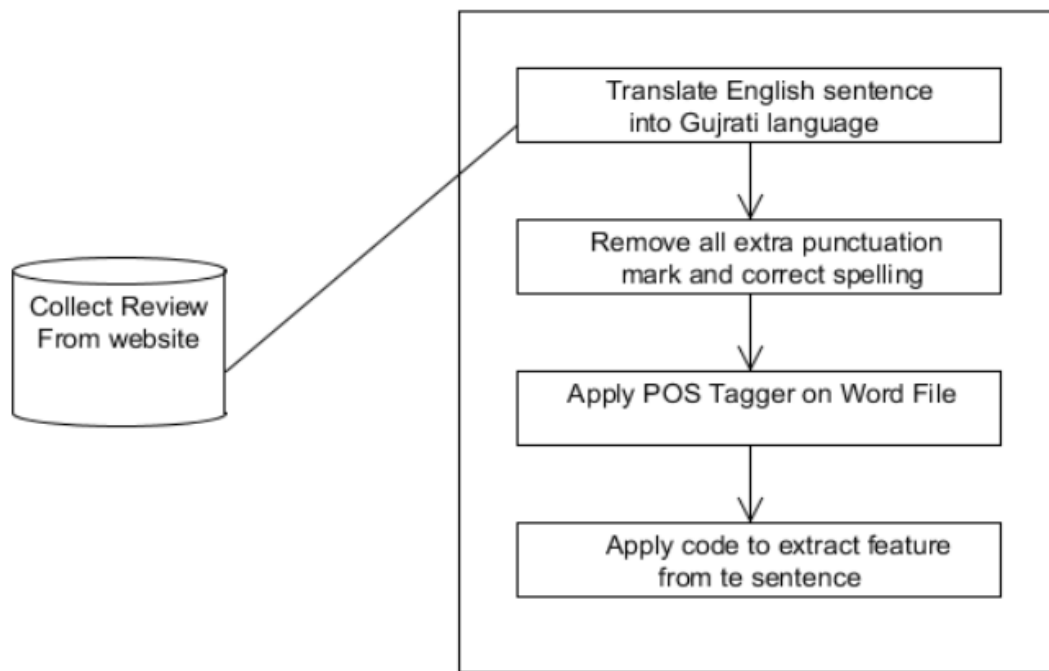 Collect Review
From website
Translate English sentence
into Gujrati language
Remove all extra punctuation
mark and correct spelling
Apply POS Tagger on Word File
Apply code to extract feature
from te sentence